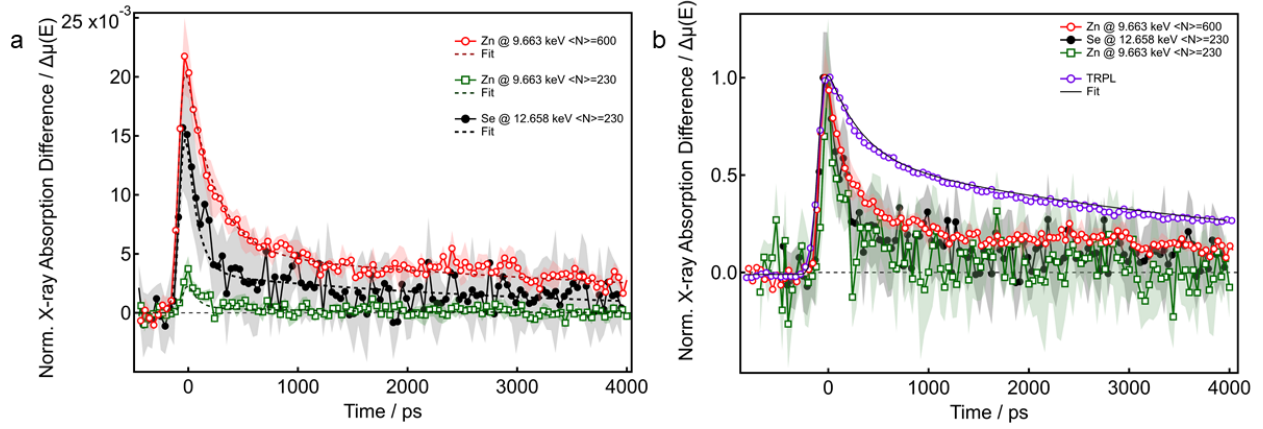 a
Norm. X-ray Absorption Difference / Δμ(E)
25 x10⁻³
20
15
10
5
0
0
1000
2000
3000
4000
Time / ps
Zn @ 9.663 keV <N>=600
Fit
Zn @ 9.663 keV <N>=230
Fit
Se @ 12.658 keV <N>=230
Fit
b
Norm. X-ray Absorption Difference / Δμ(E)
1.0
0.5
0.0
0
1000
2000
3000
4000
Time / ps
Zn @ 9.663 keV <N>=600
Se @ 12.658 keV <N>=230
Zn @ 9.663 keV <N>=230
TRPL
Fit